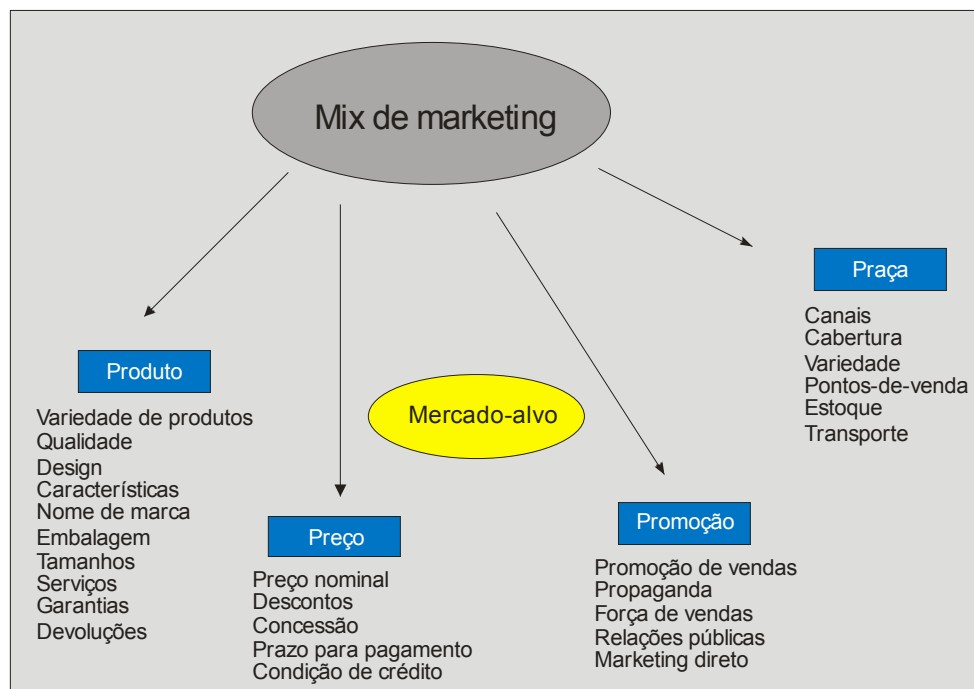 Mix de marketing
Produto
Variedade de produtos
Qualidade
Design
Características
Nome de marca
Embalagem
Tamanhos
Serviços
Garantias
Devoluções
Preço
Preço nominal
Descontos
Concessão
Prazo para pagamento
Condição de crédito
Mercado-alvo
Promoção
Promoção de vendas
Propaganda
Força de vendas
Relações públicas
Marketing direto
Praça
Canais
Cobertura
Variedade
Pontos-de-venda
Estoque
Transporte